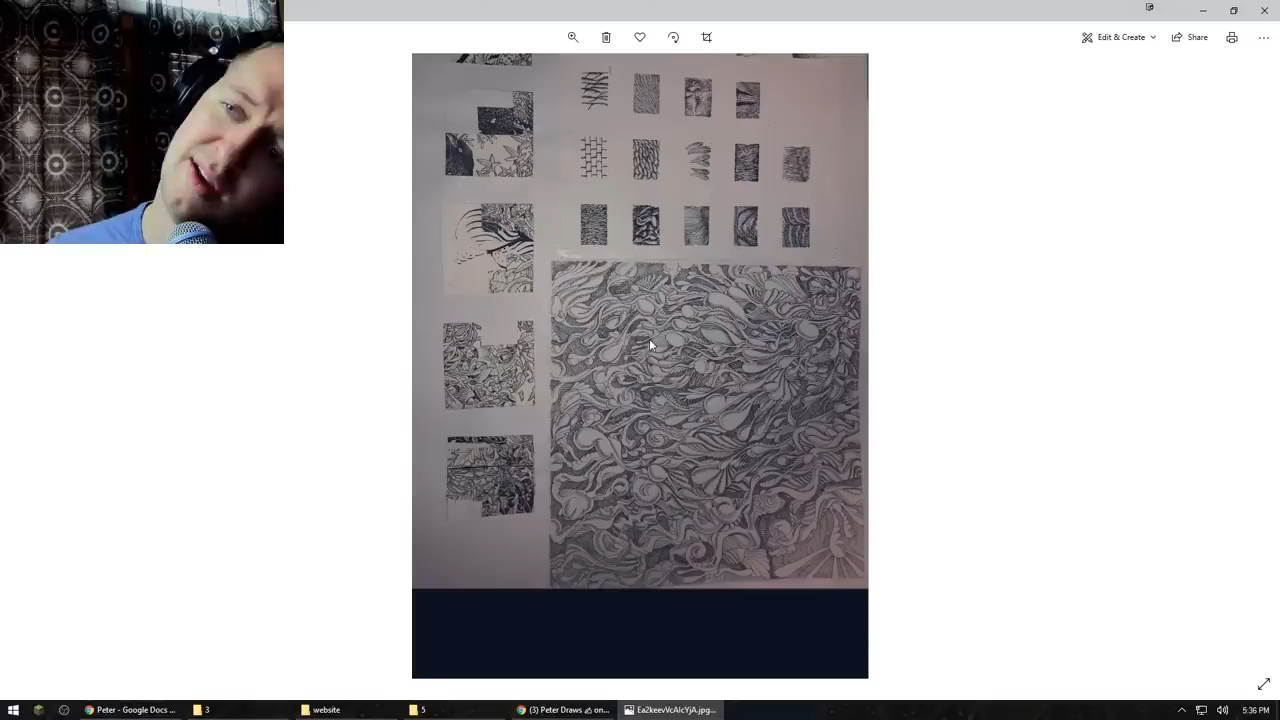 Edit & Create
Share
Peter - Google Docs ...
3
website
5
(3) Peter Draws ✍ on...
Ea2keevVcAIcYjA.jpg...
5:36 PM